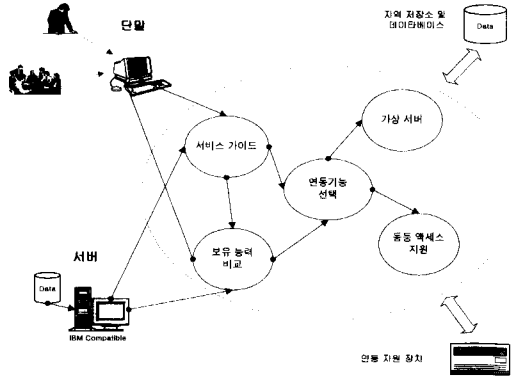 단말
지역 저장소 및
데이타베이스
Data
가상 서버
서비스 가이드
연동기능
선택
동등 액세스
지원
보유 능력
비교
서버
Data
IBM Compatible
연동 자원 장치